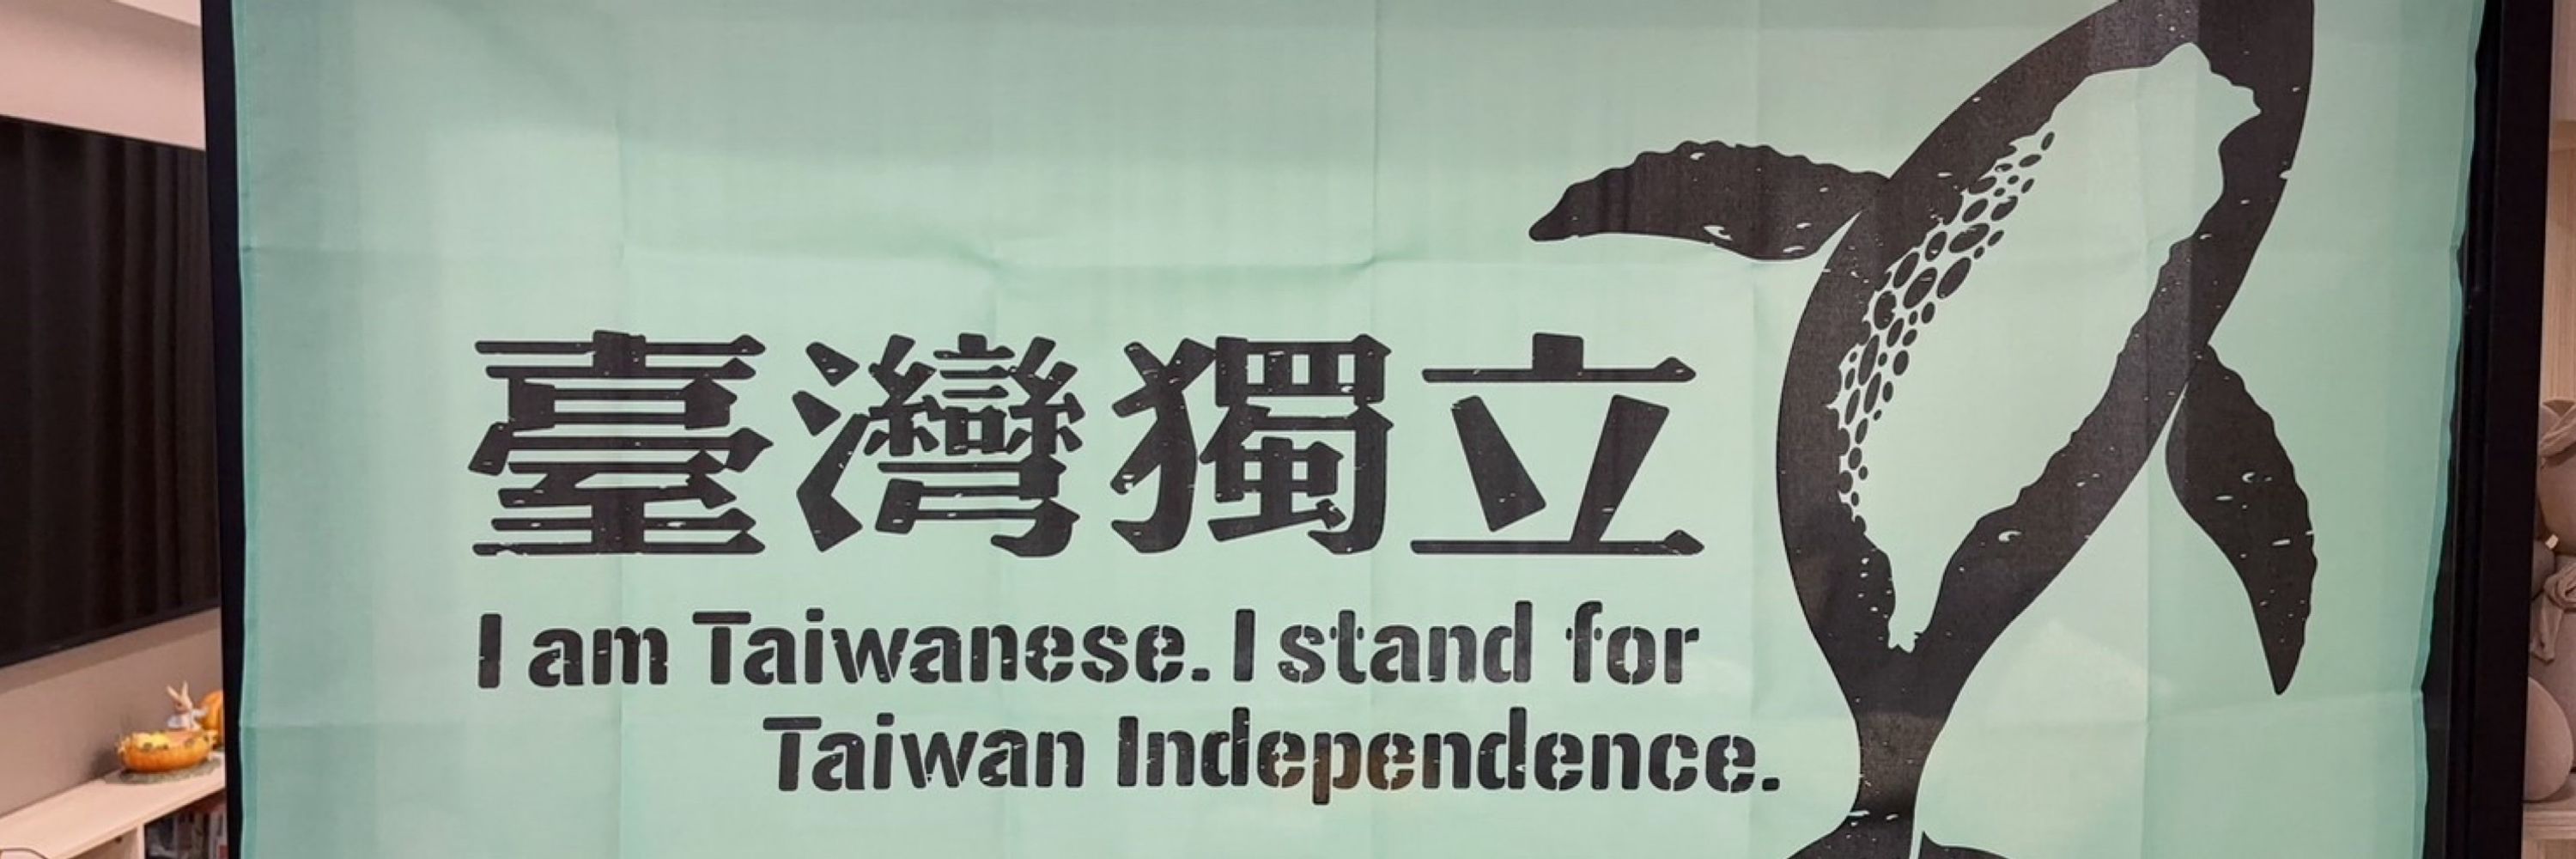 臺灣獨立
I am Taiwanese. I stand for
Taiwan Independence.